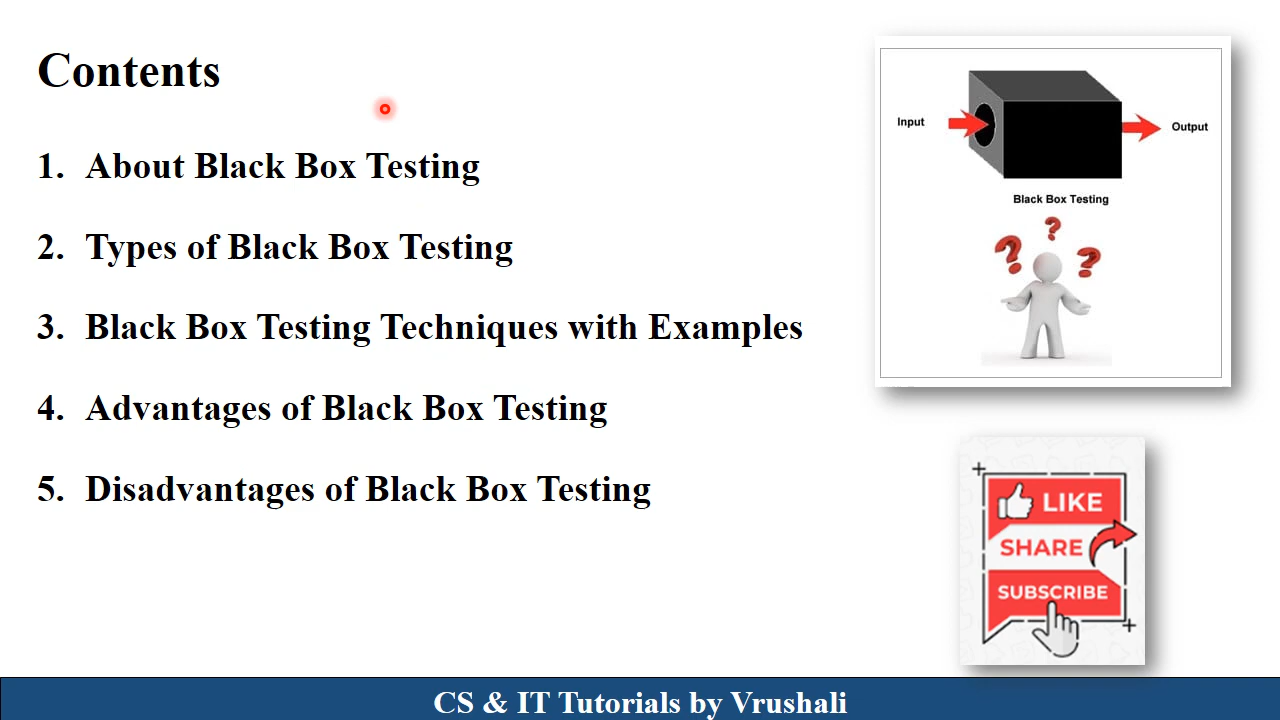 Contents
1. About Black Box Testing
2. Types of Black Box Testing
3. Black Box Testing Techniques with Examples
4. Advantages of Black Box Testing
5. Disadvantages of Black Box Testing
Input
Output
Black Box Testing
? ? ?
LIKE
SHARE
SUBSCRIBE
CS & IT Tutorials by Vrushali